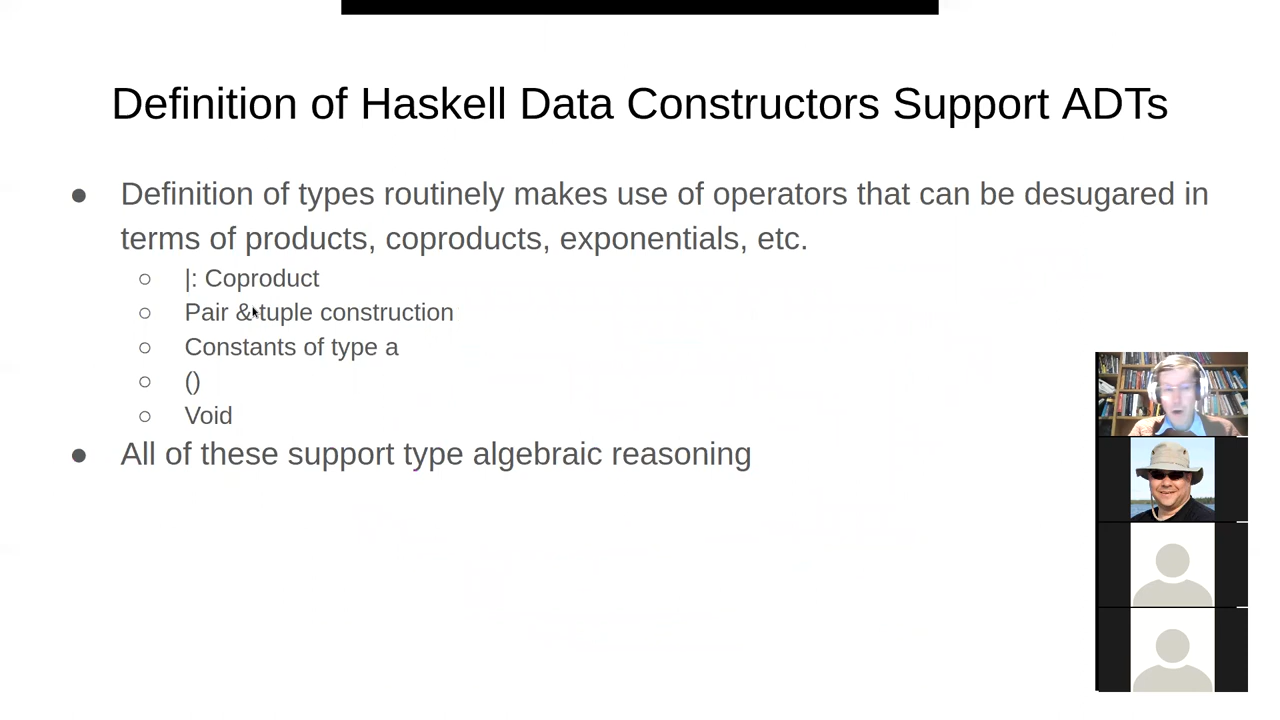 Definition of Haskell Data Constructors Support ADTs
● Definition of types routinely makes use of operators that can be desugared in
terms of products, coproducts, exponentials, etc.
○ |: Coproduct
○ Pair & tuple construction
○ Constants of type a
○ ()
○ Void
● All of these support type algebraic reasoning